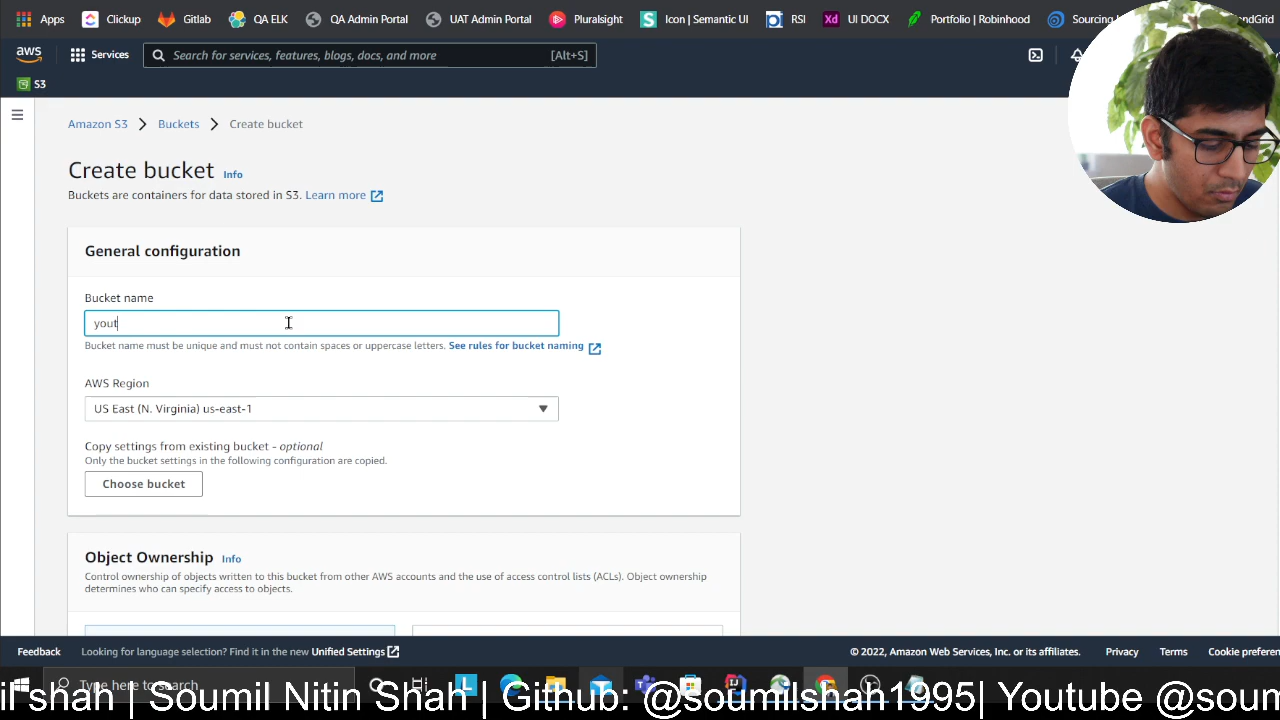 Apps Clickup Gitlab QA ELK QA Admin Portal UAT Admin Portal Pluralsight Icon | Semantic UI RSI UI DOCX Portfolio | Robinhood
aws Services Search for services, features, blogs, docs, and more [Alt+S]
S3
Amazon S3 Buckets Create bucket
Create bucket Info
Buckets are containers for data stored in S3. Learn more
General configuration
Bucket name
yout
Bucket name must be unique and must not contain spaces or uppercase letters. See rules for bucket naming
AWS Region
US East (N. Virginia) us-east-1
Copy settings from existing bucket - optional
Only the bucket settings in the following configuration are copied.
Choose bucket
Object Ownership Info
Control ownership of objects written to this bucket from other AWS accounts and the use of access control lists (ACLs). Object ownership
determines who can specify access to objects.
Feedback Looking for language selection? Find it in the new Unified Settings © 2022, Amazon Web Services, Inc. or its affiliates. Privacy Terms Cookie
Type here to search
shah | Soumil Nitin Shah | Github: @soumilshah1995| Youtube